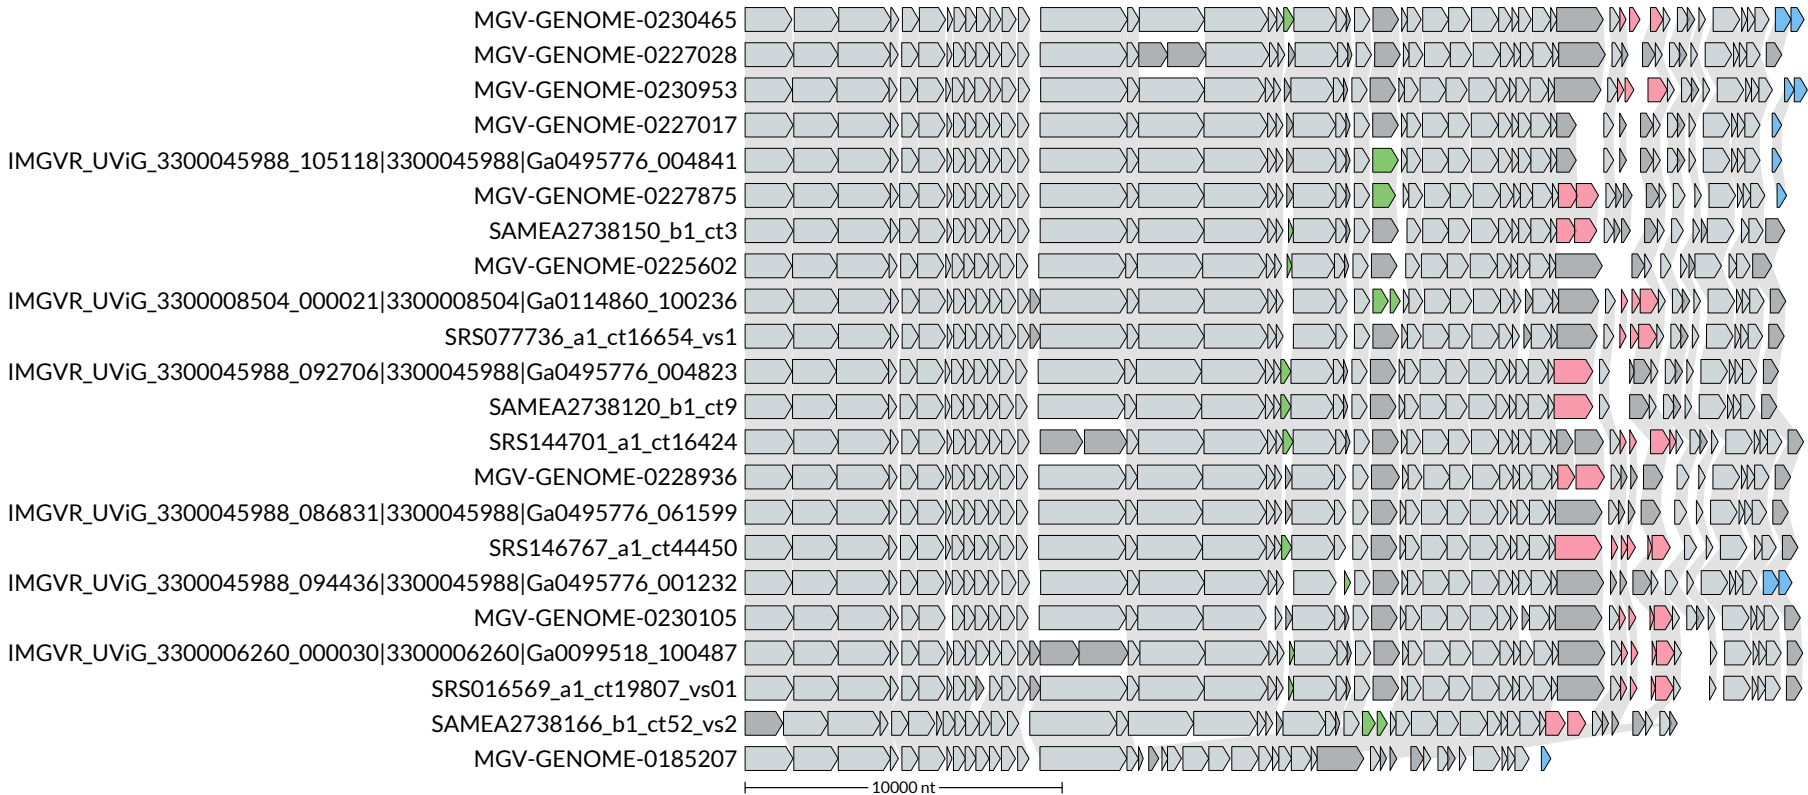 MGV-GENOME-0230465
MGV-GENOME-0227028
MGV-GENOME-0230953
MGV-GENOME-0227017
IMGVR_UViG_3300045988_105118|3300045988|Ga0495776_004841
MGV-GENOME-0227875
SAMEA2738150_b1_ct3
MGV-GENOME-0225602
IMGVR_UViG_3300008504_000021|3300008504|Ga0114860_100236
SRS077736_a1_ct16654_vs1
IMGVR_UViG_3300045988_092706|3300045988|Ga0495776_004823
SAMEA2738120_b1_ct9
SRS144701_a1_ct16424
MGV-GENOME-0228936
IMGVR_UViG_3300045988_086831|3300045988|Ga0495776_061599
SRS146767_a1_ct44450
IMGVR_UViG_3300045988_094436|3300045988|Ga0495776_001232
MGV-GENOME-0230105
IMGVR_UViG_3300006260_000030|3300006260|Ga0099518_100487
SRS016569_a1_ct19807_vs01
SAMEA2738166_b1_ct52_vs2
MGV-GENOME-0185207
10000 nt